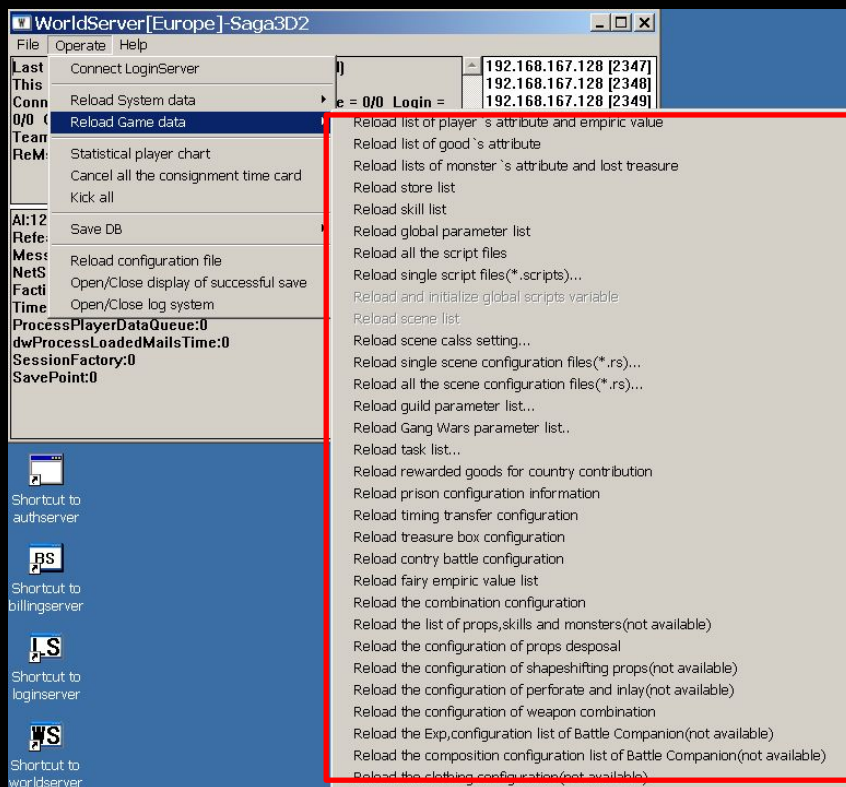 WorldServer[Europe]-Saga3D2
File Operate Help
Last
This
Conn
0/0
Team
ReM
e = 0/0 Login =
192.168.167.128 [2347]
192.168.167.128 [2348]
192.168.167.128 [2349]
Connect LoginServer
Reload System data
Reload Game data
Statistical player chart
Cancel all the consignment time card
Kick all
Save DB
Reload configuration file
Open/Close display of successful save
Open/Close log system
Reload list of player`s attribute and empiric value
Reload list of good`s attribute
Reload lists of monster`s attribute and lost treasure
Reload store list
Reload skill list
Reload global parameter list
Reload all the script files
Reload single script files(*.scripts)...
Reload and initialize global scripts variable
Reload scene list
Reload scene calss setting...
Reload single scene configuration files(*.rs)...
Reload all the scene configuration files(*.rs)...
Reload guild parameter list...
Reload Gang Wars parameter list..
Reload task list...
Reload rewarded goods for country contribution
Reload prison configuration information
Reload timing transfer configuration
Reload treasure box configuration
Reload contry battle configuration
Reload fairy empiric value list
Reload the combination configuration
Reload the list of props,skills and monsters(not available)
Reload the configuration of props desposal
Reload the configuration of shapeshifting props(not available)
Reload the configuration of perforate and inlay(not available)
Reload the configuration of weapon combination
Reload the Exp,configuration list of Battle Companion(not available)
Reload the composition configuration list of Battle Companion(not available)
Reload the clothing configuration(not available)
AI:12
Refe
Mess
NetS
Facti
Time
ProcessPlayerDataQueue:0
dwProcessLoadedMailsTime:0
SessionFactory:0
SavePoint:0
Shortcut to
authserver
BS
Shortcut to
billingserver
LS
Shortcut to
loginserver
WS
Shortcut to
worldserver